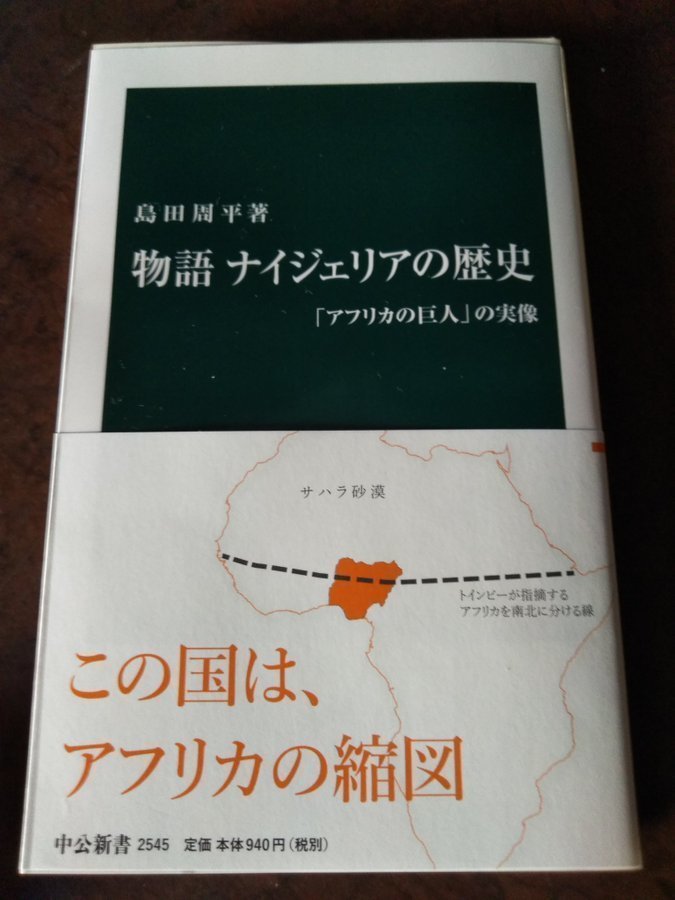 島田周平著
物語 ナイジェリアの歴史
「アフリカの巨人」の実像
サハラ砂漠
トインビーが指摘する
アフリカを南北に分ける線
この国は、
アフリカの縮図
中公新書 2545 定価 本体940円(税別)